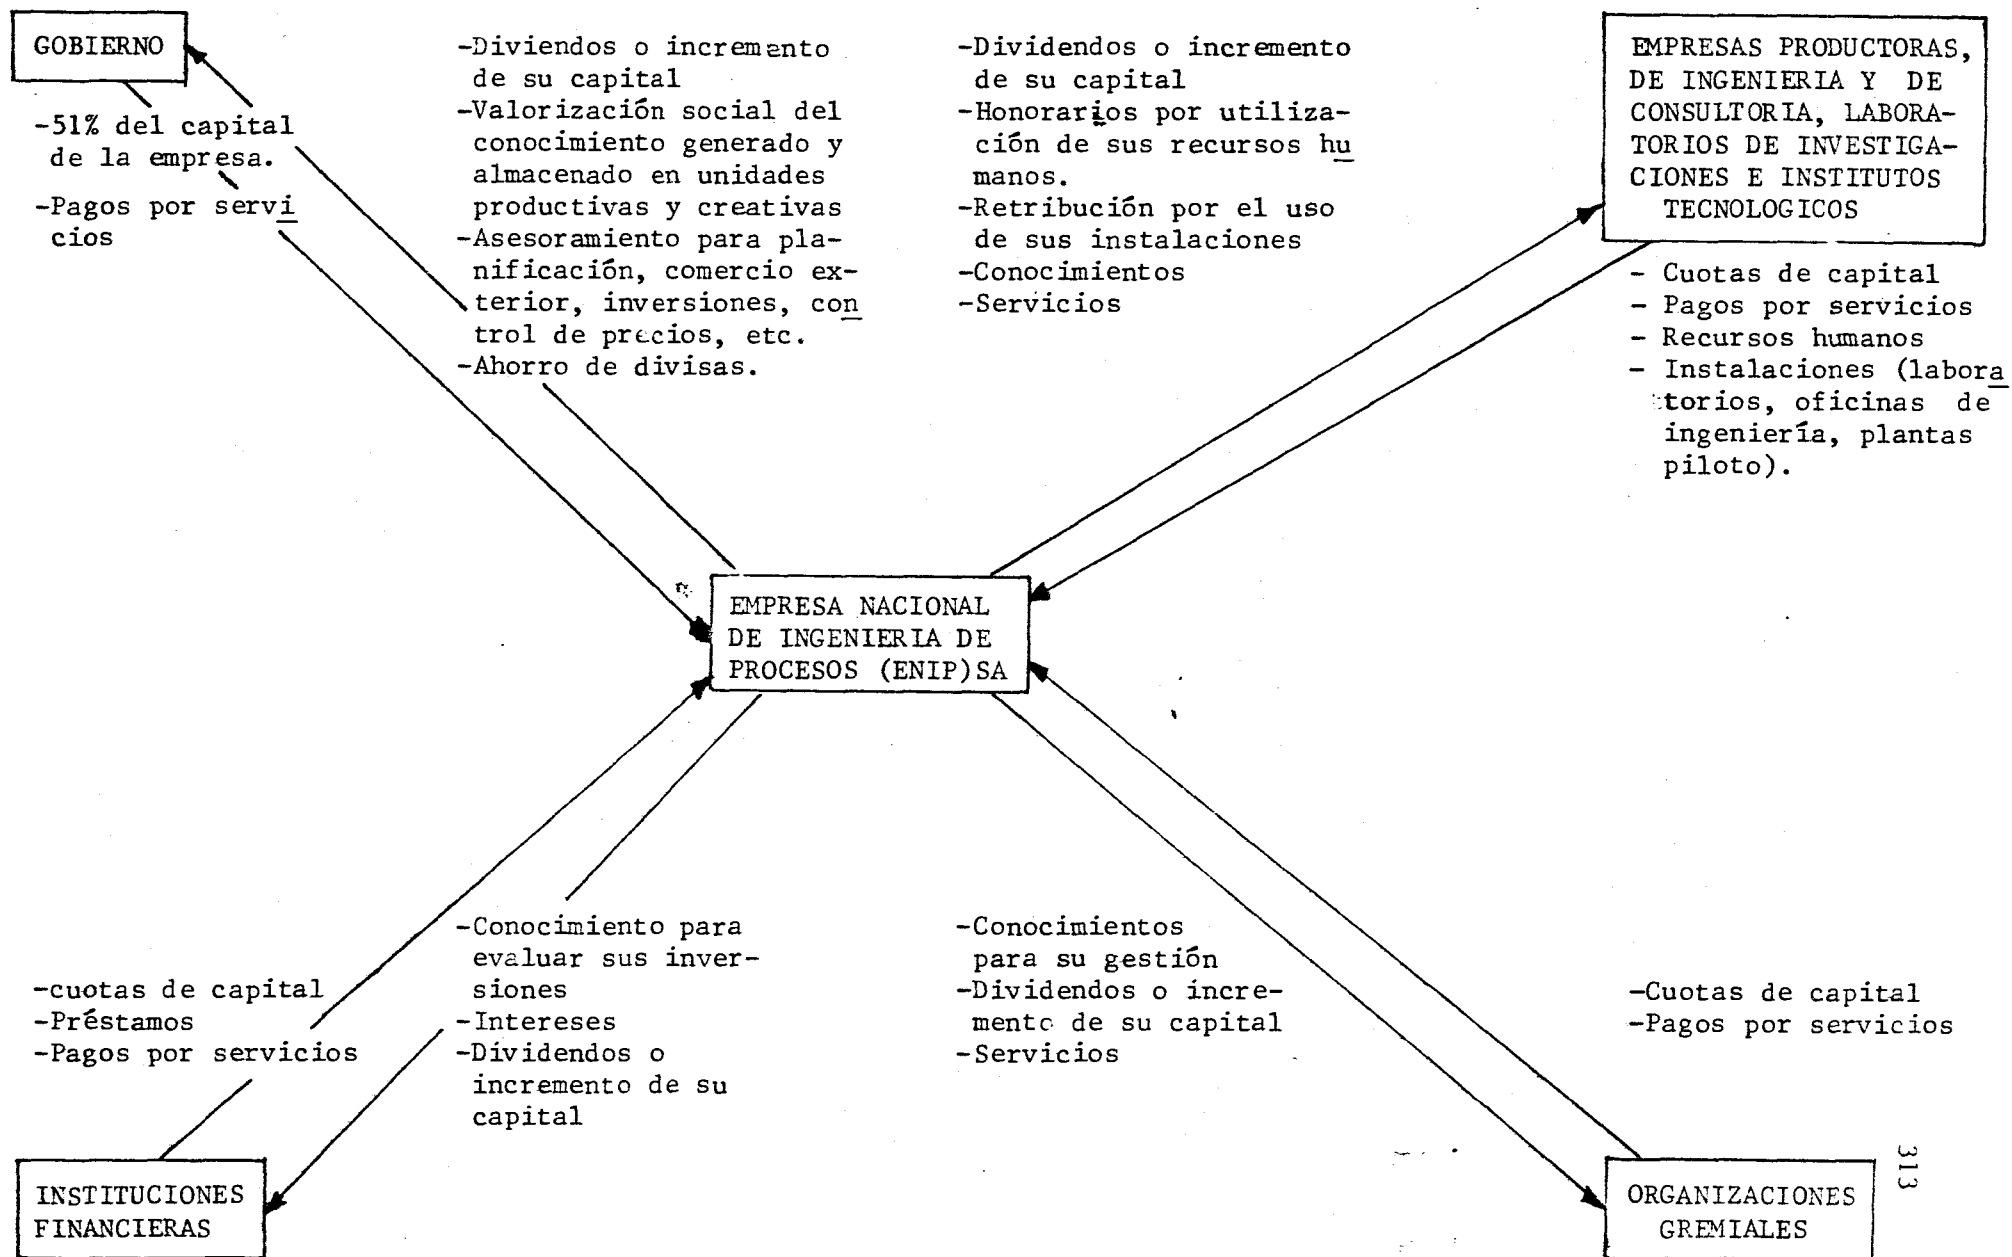 GOBIERNO
-51% del capital
de la empresa.
-Pagos por servi
cios
-Diviendos o incremento
de su capital
-Valorización social del
conocimiento generado y
almacenado en unidades
productivas y creativas
-Asesoramiento para pla-
nificación, comercio ex-
terior, inversiones, con
trol de precios, etc.
-Ahorro de divisas.
-Dividendos o incremento
de su capital
-Honorarios por utiliza-
ción de sus recursos hu
manos.
-Retribución por el uso
de sus instalaciones
-Conocimientos
-Servicios
EMPRESAS PRODUCTORAS,
DE INGENIERIA Y DE
CONSULTORIA, LABORA-
TORIOS DE INVESTIGA-
CIONES E INSTITUTOS
TECNOLOGICOS
- Cuotas de capital
- Pagos por servicios
- Recursos humanos
- Instalaciones (labora
torios, oficinas de
ingeniería, plantas
piloto).
EMPRESA NACIONAL
DE INGENIERIA DE
PROCESOS (ENIP)SA
-cuotas de capital
-Préstamos
-Pagos por servicios
-Conocimiento para
evaluar sus inver-
siones
-Intereses
-Dividendos o
incremento de su
capital
-Conocimientos
para su gestión
-Dividendos o incre-
mento de su capital
-Servicios
-Cuotas de capital
-Pagos por servicios
INSTITUCIONES
FINANCIERAS
ORGANIZACIONES
GREMIALES
313